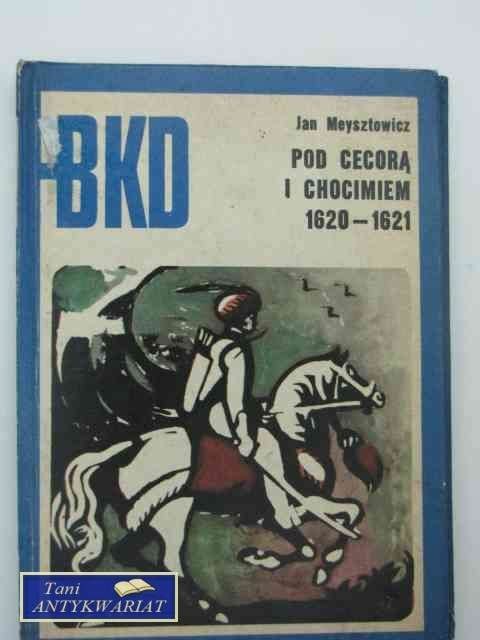 BKD
Jan Meysztowicz
POD CECORĄ
I CHOCIMIEM
1620—1621
Tani
ANTYKWARIAT